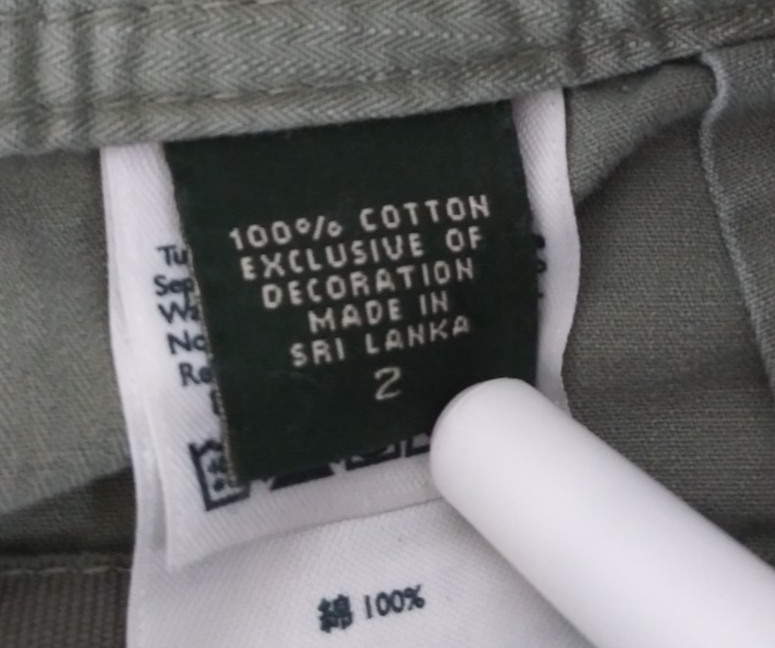 100% COTTON
EXCLUSIVE OF
DECORATION
MADE IN
SRI LANKA
2
綿 100%